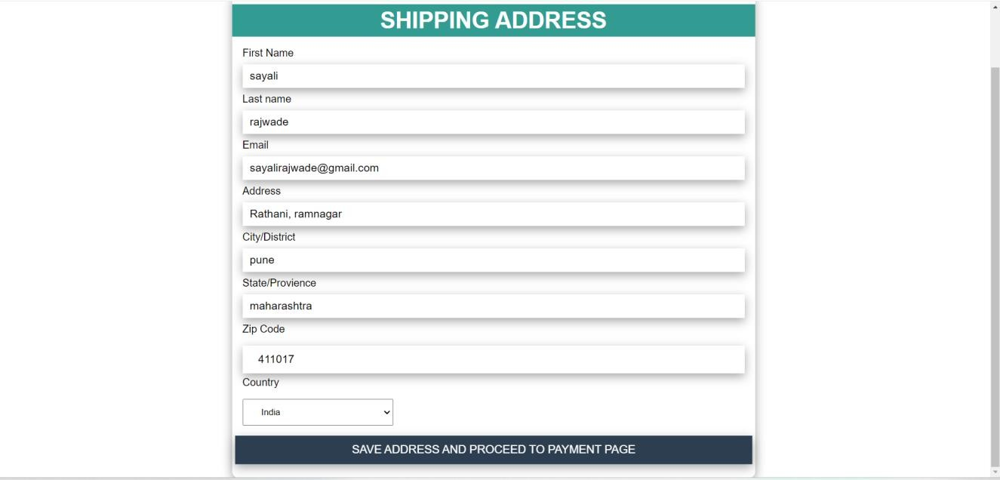 SHIPPING ADDRESS
First Name
sayali
Last name
rajwade
Email
sayalirajwade@gmail.com
Address
Rathani, ramnagar
City/District
pune
State/Provience
maharashtra
Zip Code
411017
Country
India
SAVE ADDRESS AND PROCEED TO PAYMENT PAGE